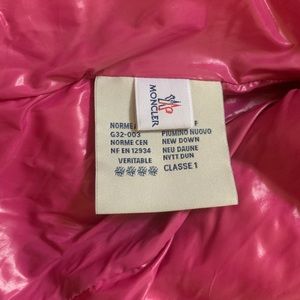 MONCLER
NORME
G32-003
NORME CEN
NF EN 12934
VERITABLE
F
PIUMINO NUOVO
NEW DOWN
NEU DAUNE
NYTT DUN
CLASSE 1